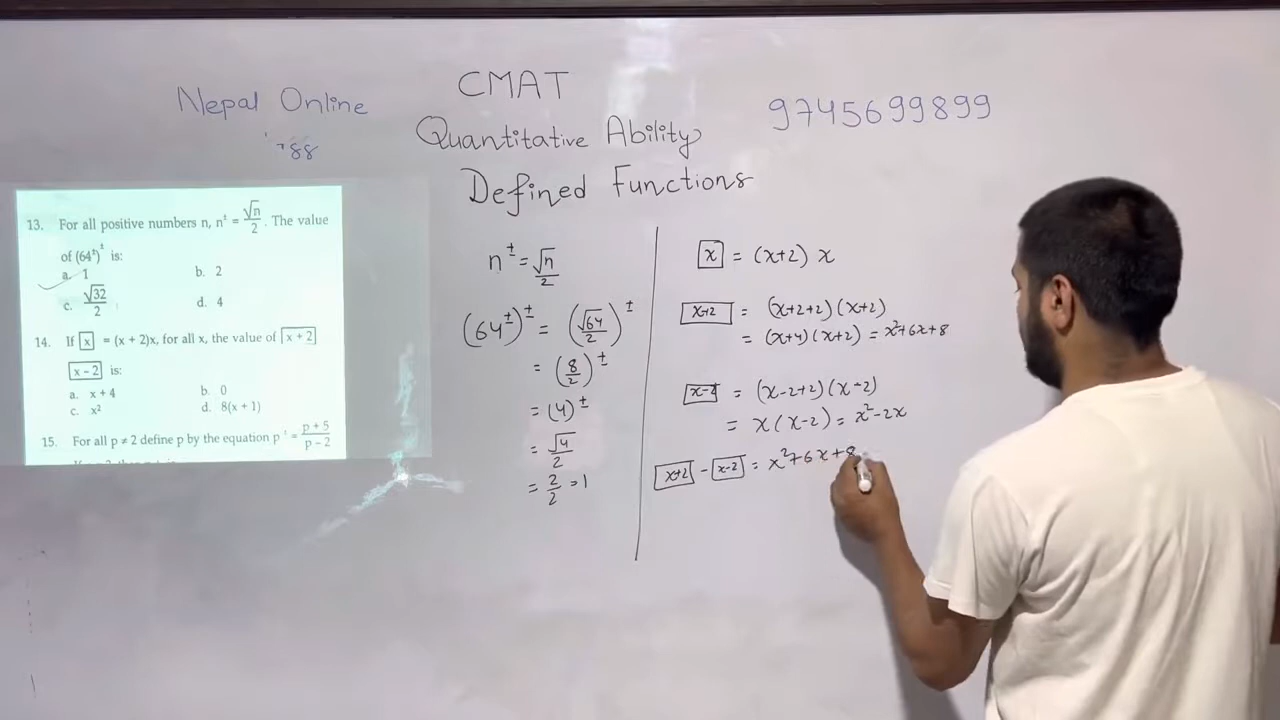 CMAT
Nepal Online
9745699899
Quantitative Ability
Defined Functions
13. For all positive numbers n, n^± = √n/2. The value
of (64^±)^± is:
a. 1 b. 2
c. √32/2 d. 4
14. If [x] = (x + 2)x, for all x, the value of [x + 2]
[x - 2] is:
a. x + 4 b. 0
c. x² d. 8(x + 1)
15. For all p ≠ 2 define p by the equation p^± = p + 5/p - 2
n^± = √n/2
(64^±)^± = (√64/2)^±
= (8/2)^±
= (4)^±
= √4/2
= 2/2 = 1
[x] = (x+2) x
[x+2] = (x+2+2)(x+2)
= (x+4)(x+2) = x²+6x+8
[x-2] = (x-2+2)(x-2)
= x(x-2) = x²-2x
[x+2] - [x-2] = x²+6x+8